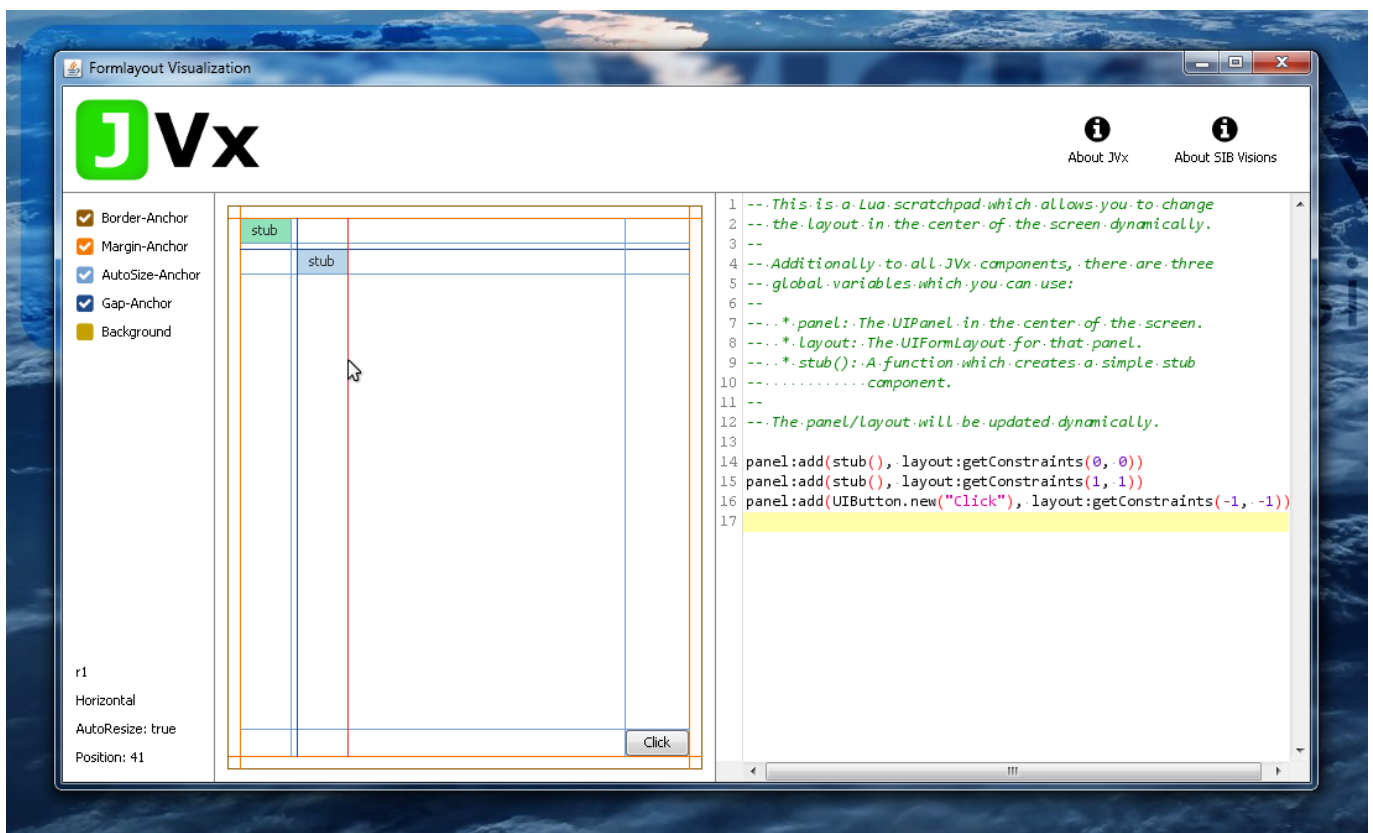 Formlayout Visualization
JVx
About JVx
About SIB Visions
Border-Anchor
Margin-Anchor
AutoSize-Anchor
Gap-Anchor
Background
r1
Horizontal
AutoResize: true
Position: 41
stub
stub
Click
1 -- This is a Lua scratchpad which allows you to change
2 -- the layout in the center of the screen dynamically.
3 --
4 -- Additionally to all JVx components, there are three
5 -- global variables which you can use:
6 --
7 --  * panel: The UIPanel in the center of the screen.
8 --  * layout: The UIFormLayout for that panel.
9 --  * stub(): A function which creates a simple stub
10 --            component.
11 --
12 -- The panel/layout will be updated dynamically.
13
14 panel:add(stub(), layout:getConstraints(0, 0))
15 panel:add(stub(), layout:getConstraints(1, 1))
16 panel:add(UIButton.new("Click"), layout:getConstraints(-1, -1))
17